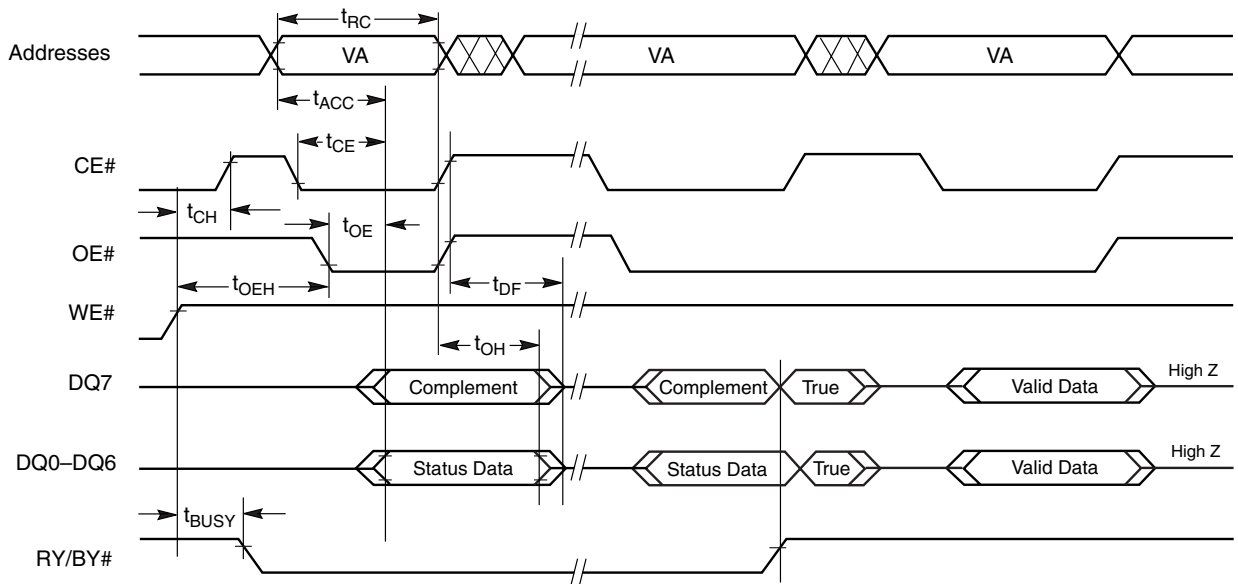 tRC
Addresses VA VA VA
tACC
tCE
CE#
tCH tOE
OE#
tOEH tDF
WE#
tOH
DQ7 Complement Complement True Valid Data High Z
DQ0–DQ6 Status Data Status Data True Valid Data High Z
tBUSY
RY/BY#